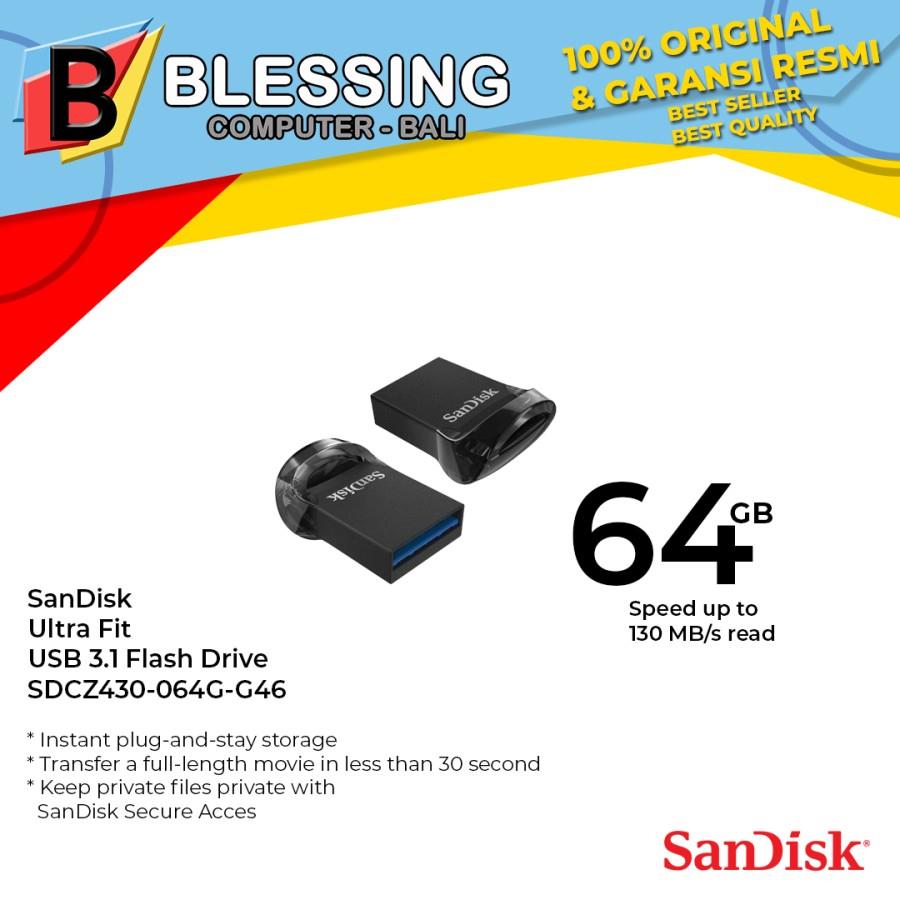 B BLESSING
COMPUTER - BALI
100% ORIGINAL
& GARANSI RESMI
BEST SELLER
BEST QUALITY
SanDisk
SanDisk
64GB
Speed up to
130 MB/s read
SanDisk
Ultra Fit
USB 3.1 Flash Drive
SDCZ430-064G-G46
* Instant plug-and-stay storage
* Transfer a full-length movie in less than 30 second
* Keep private files private with
SanDisk Secure Acces
SanDisk®